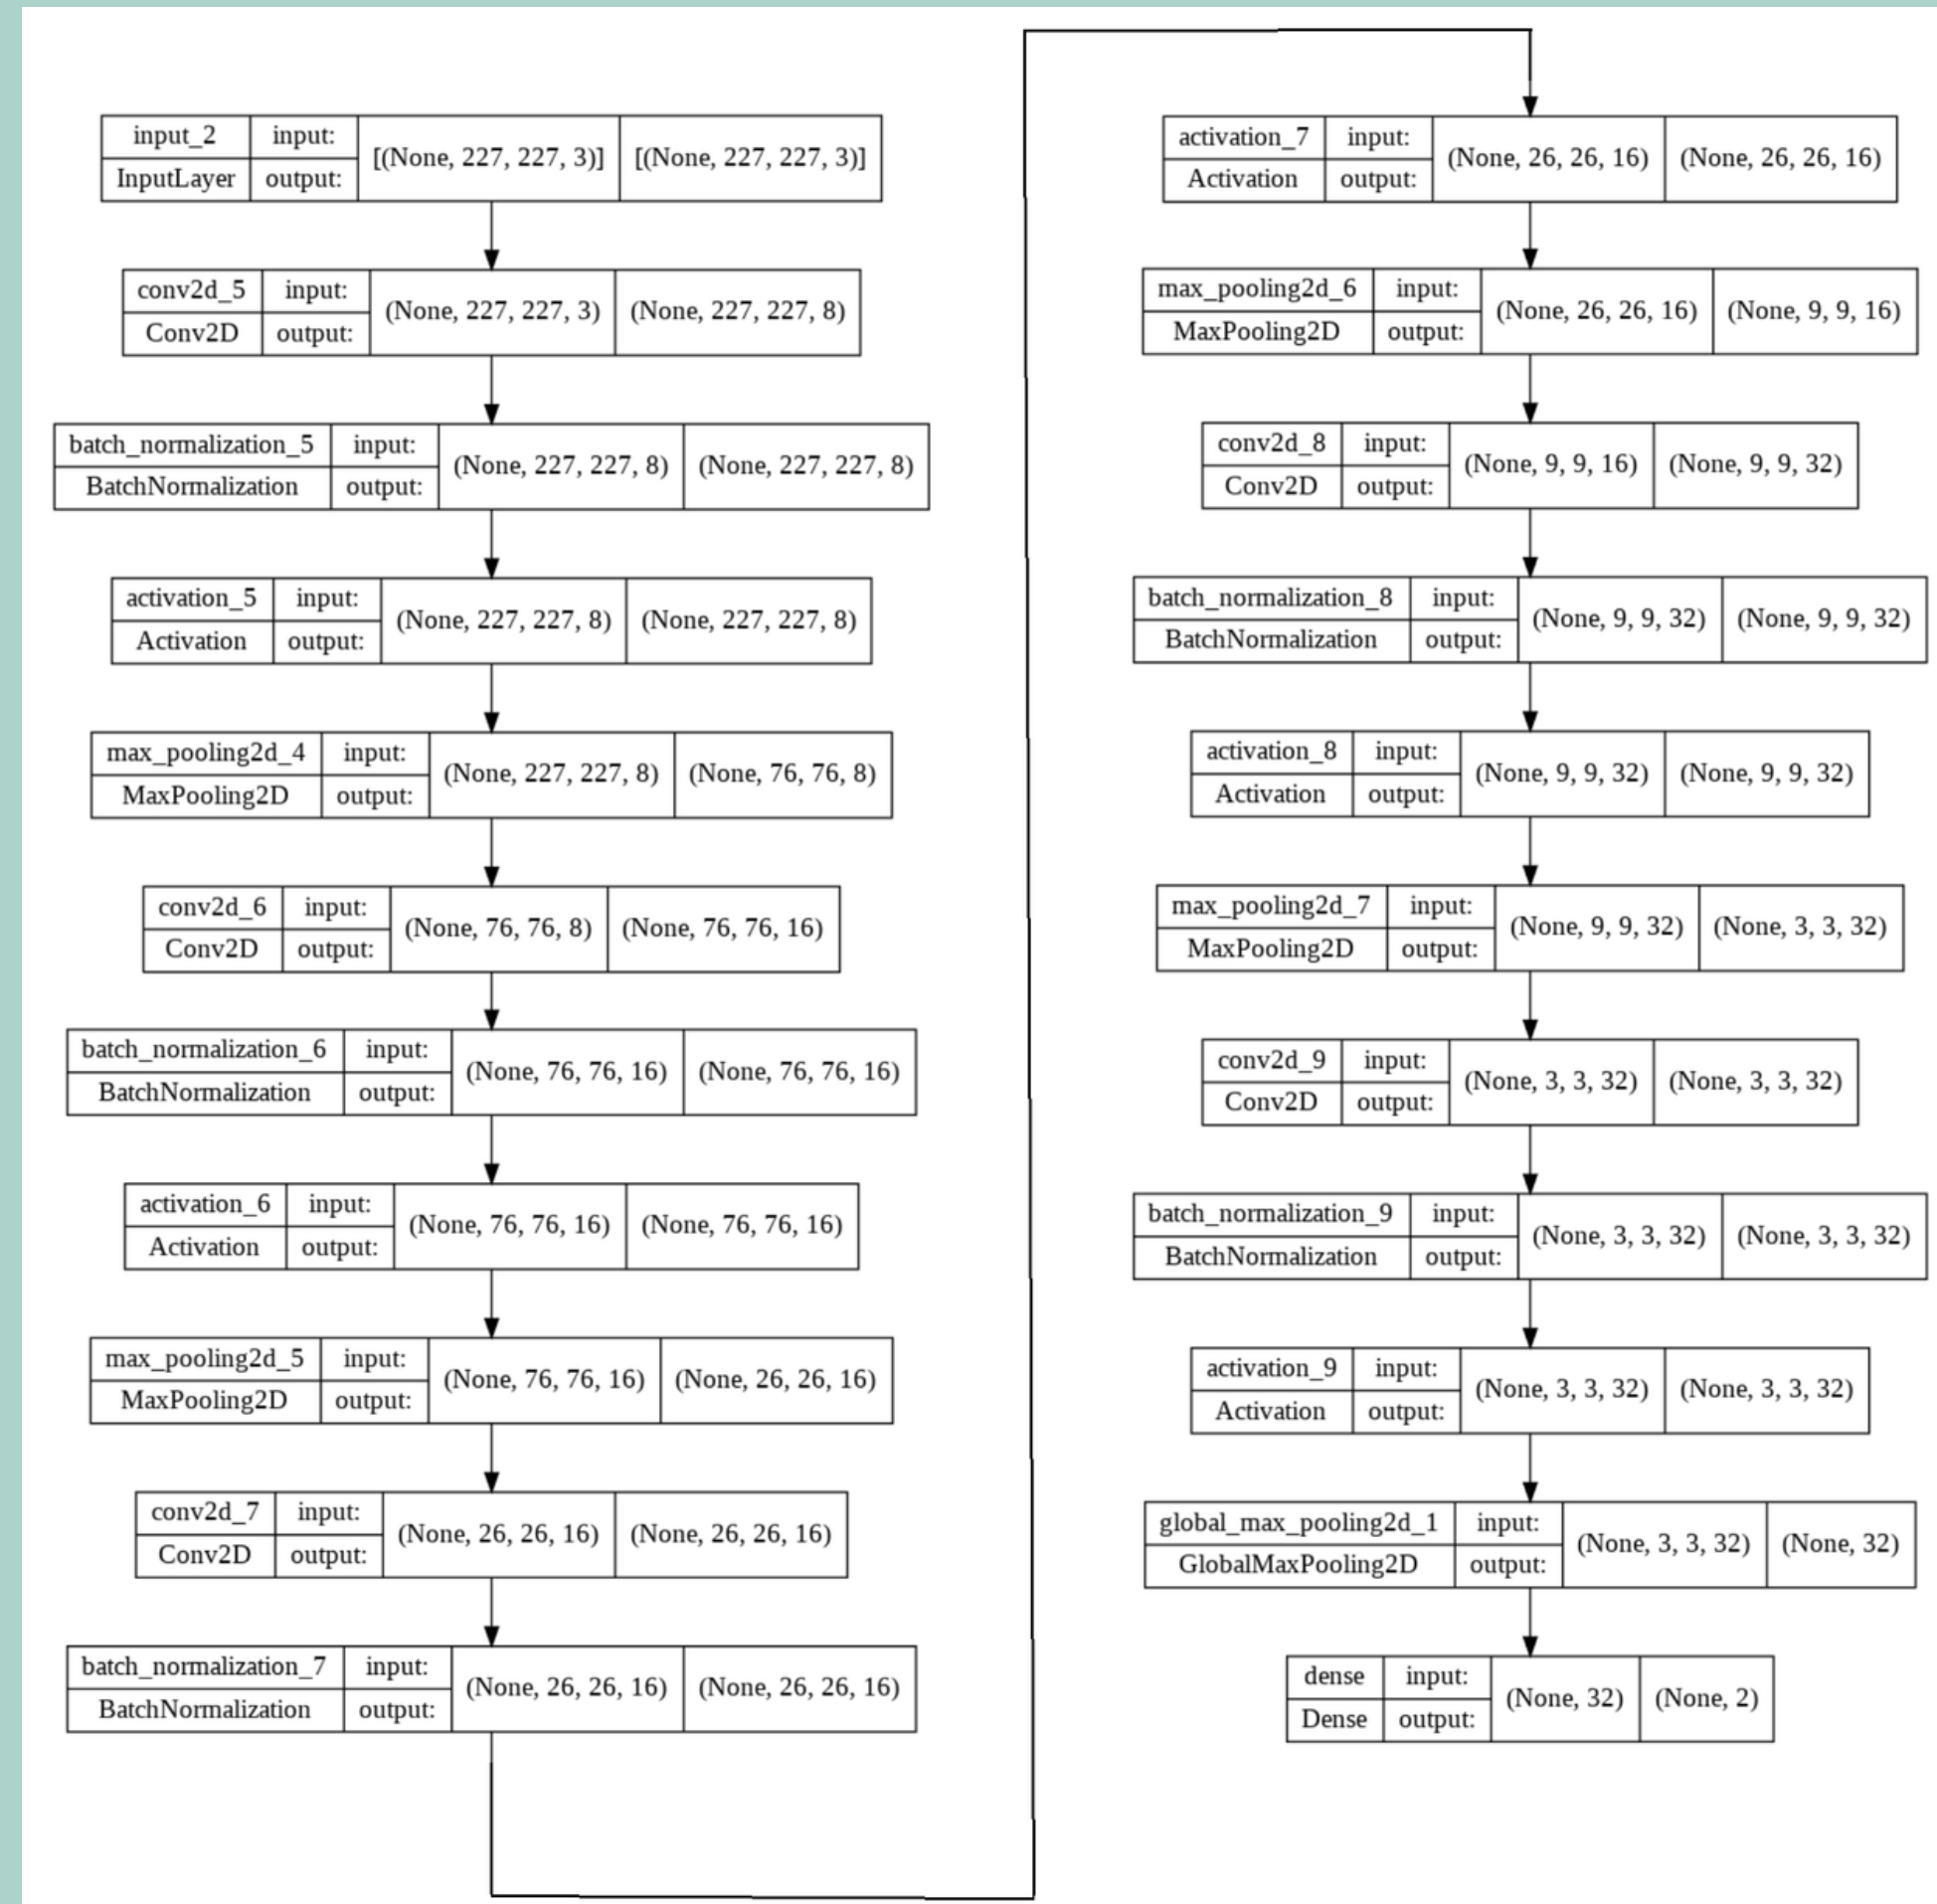 input_2 input: [(None, 227, 227, 3)] [(None, 227, 227, 3)]
InputLayer output:
conv2d_5 input: (None, 227, 227, 3) (None, 227, 227, 8)
Conv2D output:
batch_normalization_5 input: (None, 227, 227, 8) (None, 227, 227, 8)
BatchNormalization output:
activation_5 input: (None, 227, 227, 8) (None, 227, 227, 8)
Activation output:
max_pooling2d_4 input: (None, 227, 227, 8) (None, 76, 76, 8)
MaxPooling2D output:
conv2d_6 input: (None, 76, 76, 8) (None, 76, 76, 16)
Conv2D output:
batch_normalization_6 input: (None, 76, 76, 16) (None, 76, 76, 16)
BatchNormalization output:
activation_6 input: (None, 76, 76, 16) (None, 76, 76, 16)
Activation output:
max_pooling2d_5 input: (None, 76, 76, 16) (None, 26, 26, 16)
MaxPooling2D output:
conv2d_7 input: (None, 26, 26, 16) (None, 26, 26, 16)
Conv2D output:
batch_normalization_7 input: (None, 26, 26, 16) (None, 26, 26, 16)
BatchNormalization output:
activation_7 input: (None, 26, 26, 16) (None, 26, 26, 16)
Activation output:
max_pooling2d_6 input: (None, 26, 26, 16) (None, 9, 9, 16)
MaxPooling2D output:
conv2d_8 input: (None, 9, 9, 16) (None, 9, 9, 32)
Conv2D output:
batch_normalization_8 input: (None, 9, 9, 32) (None, 9, 9, 32)
BatchNormalization output:
activation_8 input: (None, 9, 9, 32) (None, 9, 9, 32)
Activation output:
max_pooling2d_7 input: (None, 9, 9, 32) (None, 3, 3, 32)
MaxPooling2D output:
conv2d_9 input: (None, 3, 3, 32) (None, 3, 3, 32)
Conv2D output:
batch_normalization_9 input: (None, 3, 3, 32) (None, 3, 3, 32)
BatchNormalization output:
activation_9 input: (None, 3, 3, 32) (None, 3, 3, 32)
Activation output:
global_max_pooling2d_1 input: (None, 3, 3, 32) (None, 32)
GlobalMaxPooling2D output:
dense input: (None, 32) (None, 2)
Dense output: